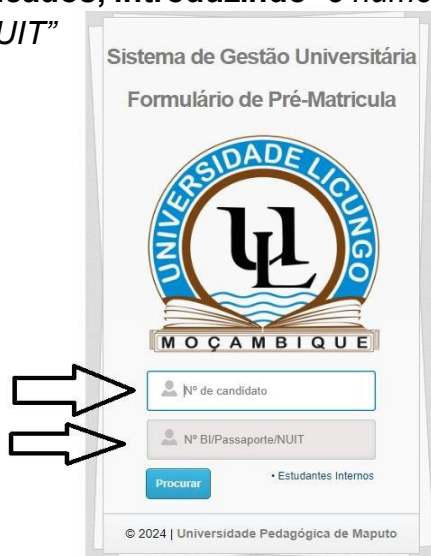 introduzindo "o núme
UIT"
Sistema de Gestão Universitária
Formulário de Pré-Matricula
UNIVERSIDADE LICUNGO
UL
MOÇAMBIQUE
Nº de candidato
Nº BI/Passaporte/NUIT
Procurar
• Estudantes Internos
© 2024 | Universidade Pedagógica de Maputo